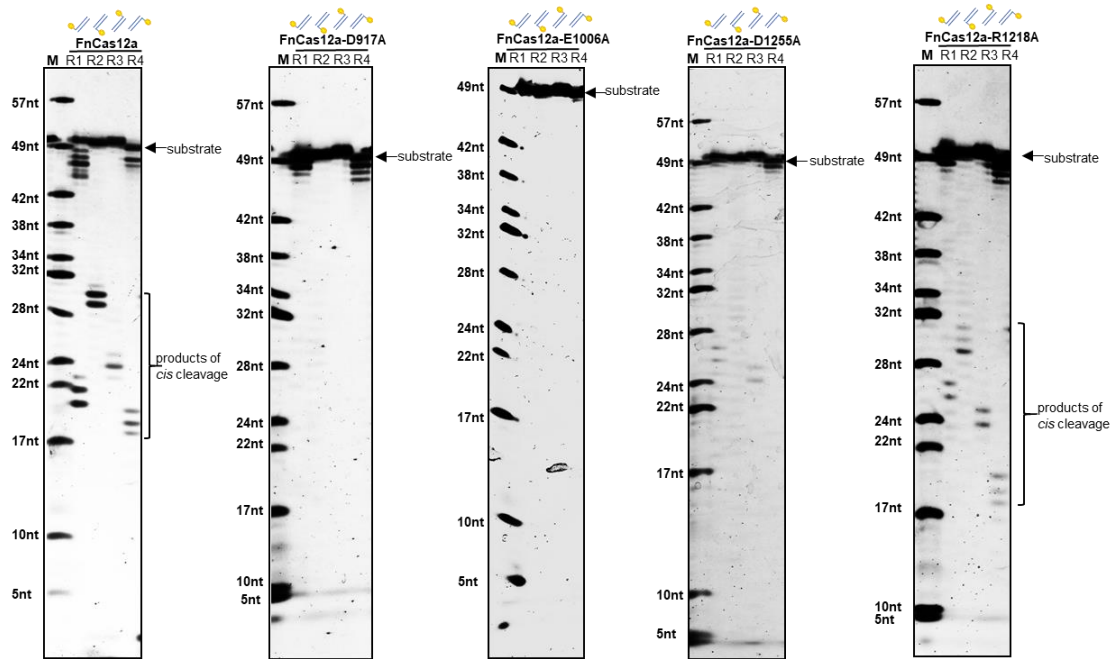 FnCas12a
M R1 R2 R3 R4
57nt
49nt
42nt
38nt
34nt
32nt
28nt
24nt
22nt
17nt
10nt
5nt
substrate
products of
cis cleavage
FnCas12a-D917A
M R1 R2 R3 R4
57nt
49nt
42nt
38nt
34nt
32nt
28nt
24nt
22nt
17nt
10nt
5nt
substrate
FnCas12a-E1006A
M R1 R2 R3 R4
49nt
42nt
38nt
34nt
32nt
28nt
24nt
22nt
17nt
10nt
5nt
substrate
FnCas12a-D1255A
M R1 R2 R3 R4
57nt
49nt
42nt
38nt
34nt
32nt
28nt
24nt
22nt
17nt
10nt
5nt
substrate
FnCas12a-R1218A
M R1 R2 R3 R4
57nt
49nt
42nt
38nt
34nt
32nt
28nt
24nt
22nt
17nt
10nt
5nt
substrate
products of
cis cleavage